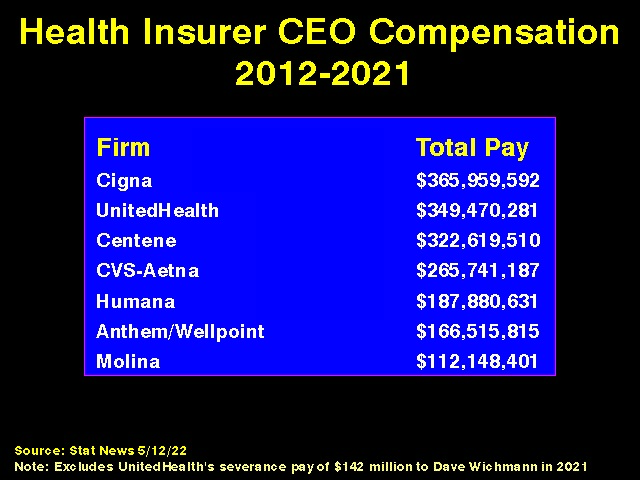 Health Insurer CEO Compensation
2012-2021
Firm Total Pay
Cigna $365,959,592
UnitedHealth $349,470,281
Centene $322,619,510
CVS-Aetna $265,741,187
Humana $187,880,631
Anthem/Wellpoint $166,515,815
Molina $112,148,401
Source: Stat News 5/12/22
Note: Excludes UnitedHealth's severance pay of $142 million to Dave Wichmann in 2021